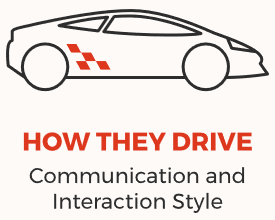 HOW THEY DRIVE
Communication and
Interaction Style